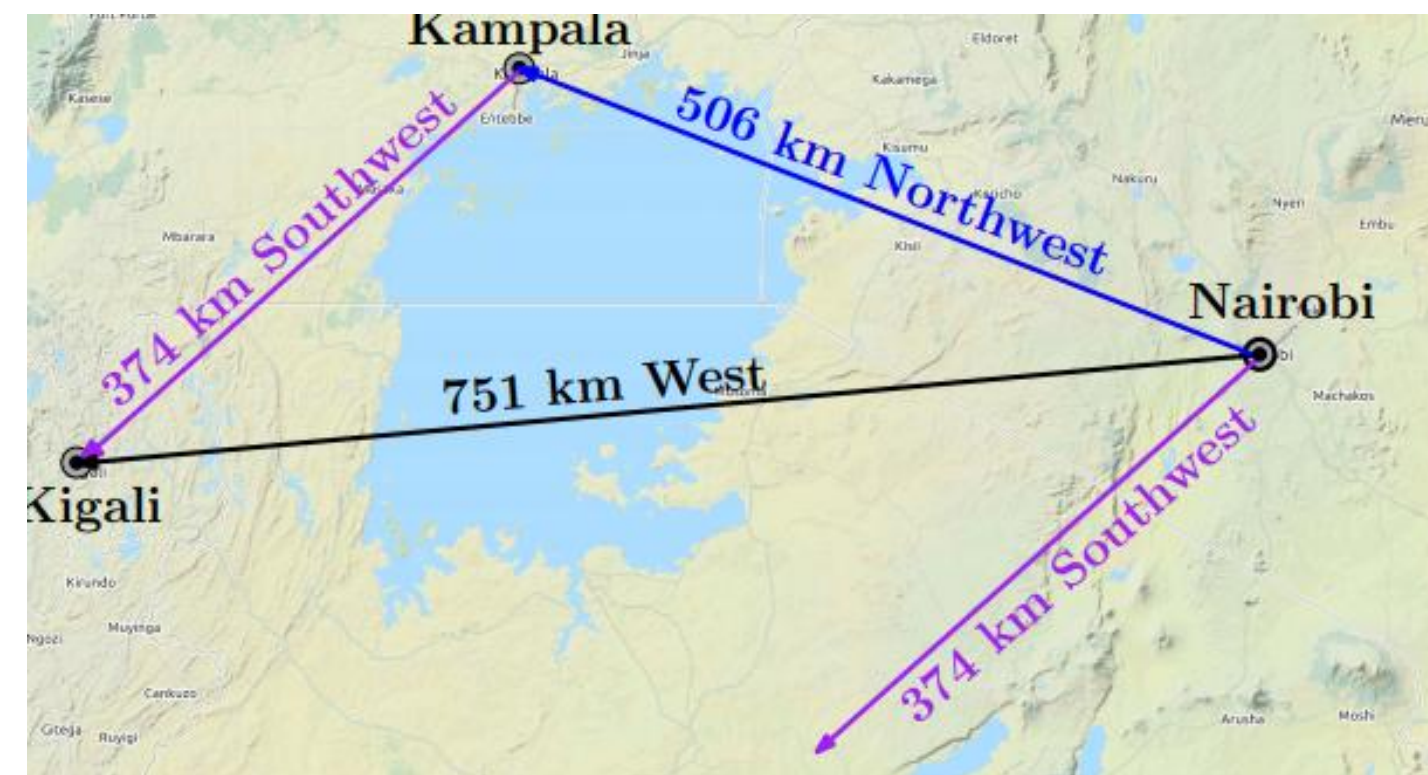 Kampala
Jinja
Eldoret
Kakamega
Kasese
506 km Northwest
Entebbe
Kisumu
Meru
374 km Southwest
Kericho
Nakuru
Nyeri
Embu
Mbarara
Kisii
Nairobi
751 km West
Machakos
Kigali
374 km Southwest
Kirundo
Ngozi
Muyinga
Cankuzo
Gitega
Ruyigi
Arusha
Moshi